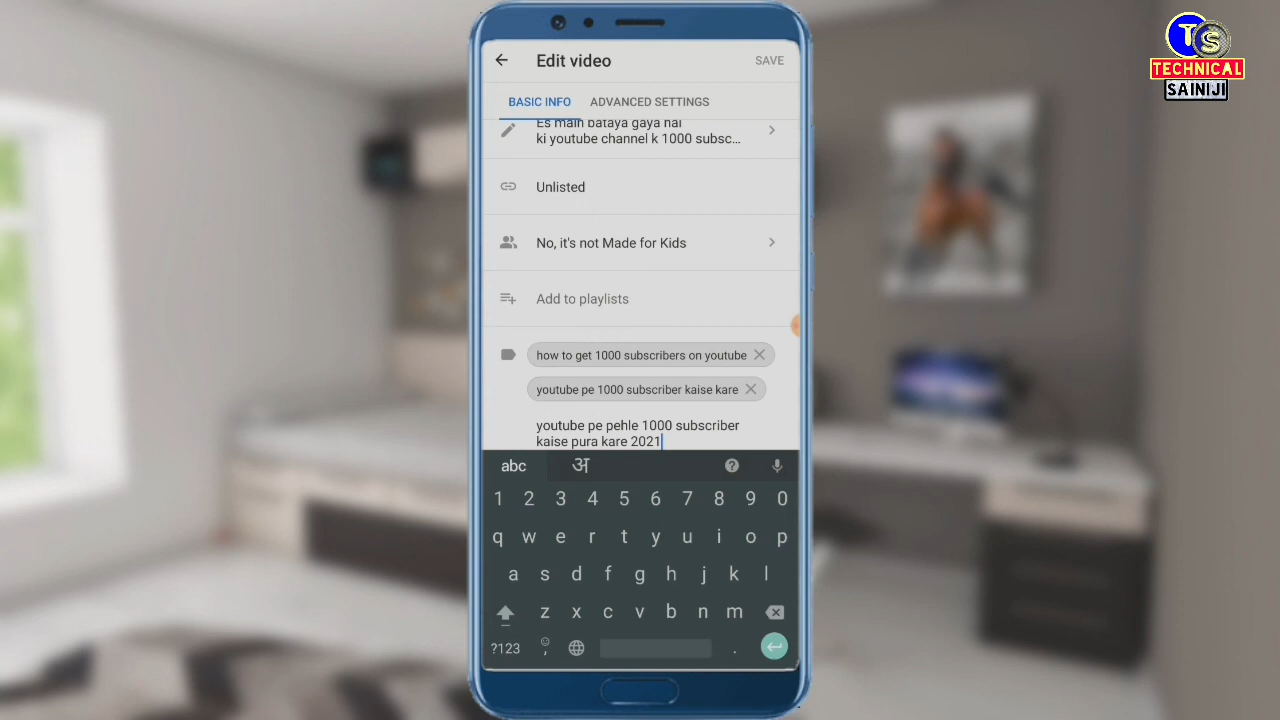 TS
TECHNICAL
SAINIJI
Edit video
SAVE
BASIC INFO
ADVANCED SETTINGS
Es main bataya gaya hai
ki youtube channel k 1000 subsc...
Unlisted
No, it's not Made for Kids
Add to playlists
how to get 1000 subscribers on youtube
youtube pe 1000 subscriber kaise kare
youtube pe pehle 1000 subscriber
kaise pura kare 2021
abc अ
1 2 3 4 5 6 7 8 9 0
q w e r t y u i o p
a s d f g h j k l
z x c v b n m
?123 , .